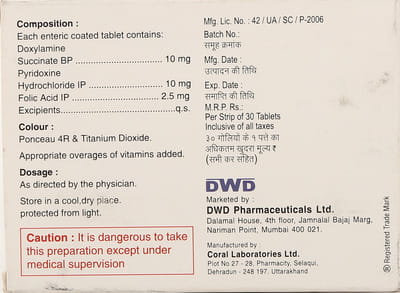 Composition :
Each enteric coated tablet contains:
Doxylamine
Succinate BP .............................. 10 mg
Pyridoxine
Hydrochloride IP .......................... 10 mg
Folic Acid IP ............................... 2.5 mg
Excipients.......................................q.s.
Colour :
Ponceau 4R & Titanium Dioxide.
Appropriate overages of vitamins added.
Dosage :
As directed by the physician.
Store in a cool,dry place.
protected from light.
Caution : It is dangerous to take
this preparation except under
medical supervision
Mfg. Lic. No. : 42 / UA / SC / P-2006
Batch No.:
समूह क्रमांक
Mfg. Date :
उत्पादन की तिथि
Exp. Date :
समाप्ति की तिथि
M.R.P. Rs.:
Per Strip of 30 Tablets
Inclusive of all taxes
३० गोलियों के १ पत्ते का
अधिकतम खुदरा मूल्य ₹
(सभी कर सहित)
DWD
Marketed by :
DWD Pharmaceuticals Ltd.
Dalamal House, 4th floor, Jamnalal Bajaj Marg,
Nariman Point, Mumbai 400 021.
Manufactured by :
Coral Laboratories Ltd.
Plot No 27 - 28, Pharmacity, Selaqui,
Dehradun - 248 197. Uttarakhand
® Registered Trade Mark